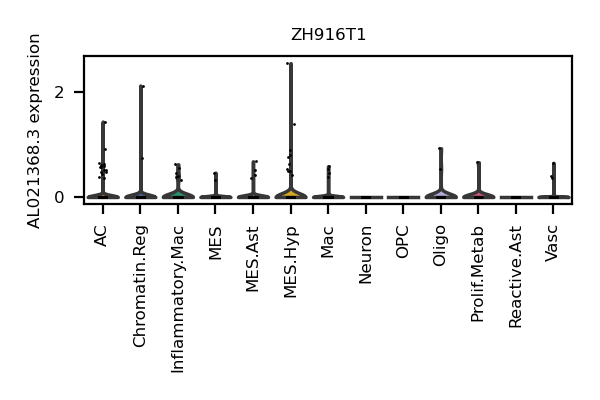 ZH916T1
AL021368.3 expression
2
0
AC
Chromatin.Reg
Inflammatory.Mac
MES
MES.Ast
MES.Hyp
Mac
Neuron
OPC
Oligo
Prolif.Metab
Reactive.Ast
Vasc